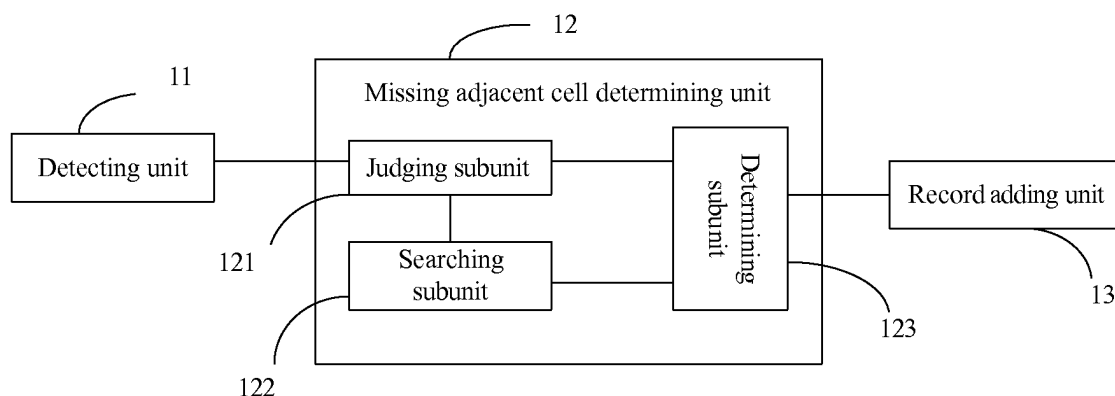 12
11
Missing adjacent cell determining unit
Detecting unit
Judging subunit
Determining
subunit
Record adding unit
121
Searching
subunit
122
123
13